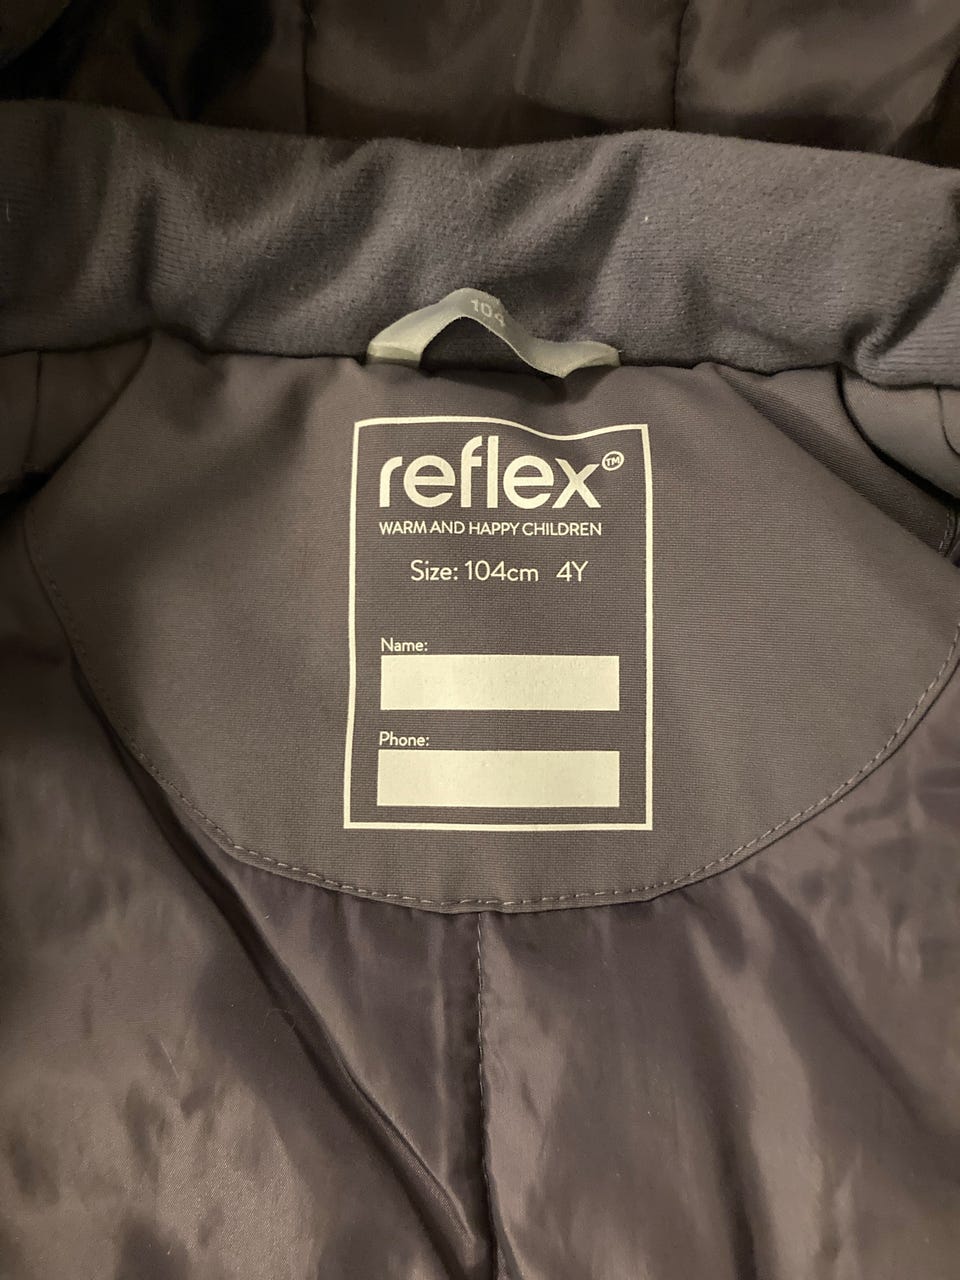 104
reflex™
WARM AND HAPPY CHILDREN
Size: 104cm 4Y
Name:
Phone: